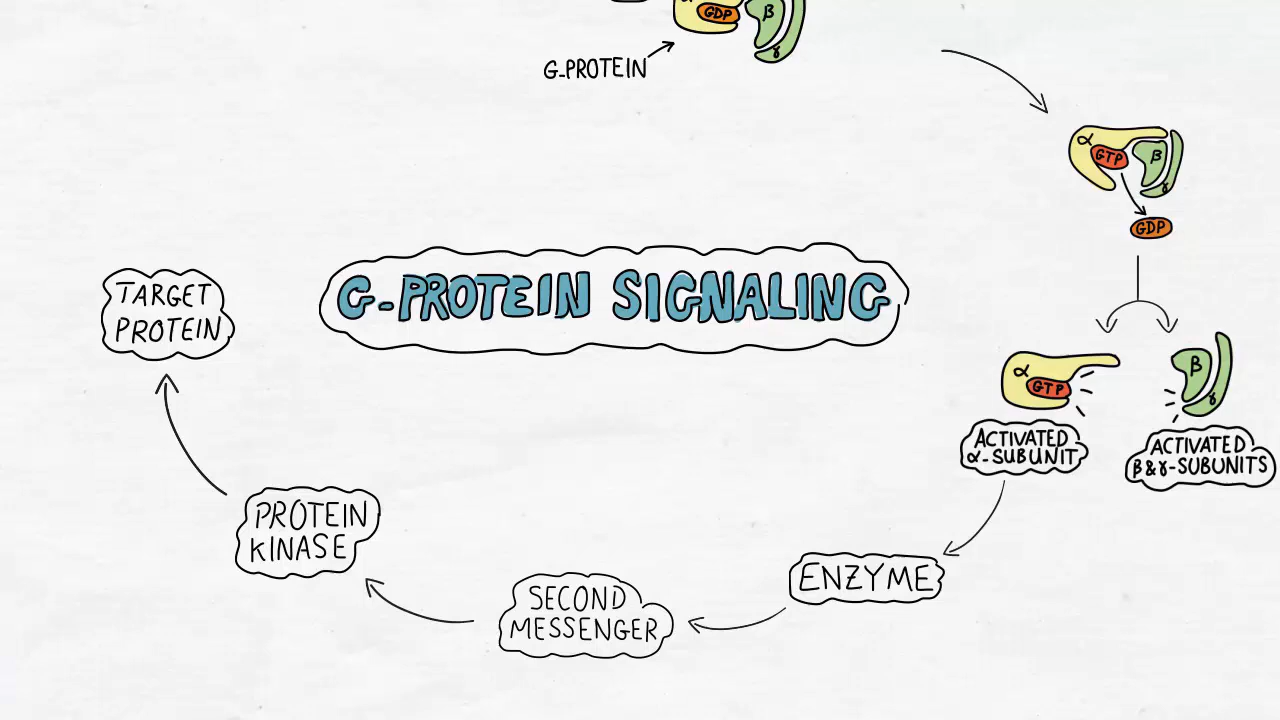 GDP
β
γ
G-PROTEIN
α
GTP
β
γ
GDP
G-PROTEIN SIGNALING
TARGET
PROTEIN
α
GTP
β
γ
ACTIVATED
α-SUBUNIT
ACTIVATED
β&γ-SUBUNITS
PROTEIN
KINASE
ENZYME
SECOND
MESSENGER